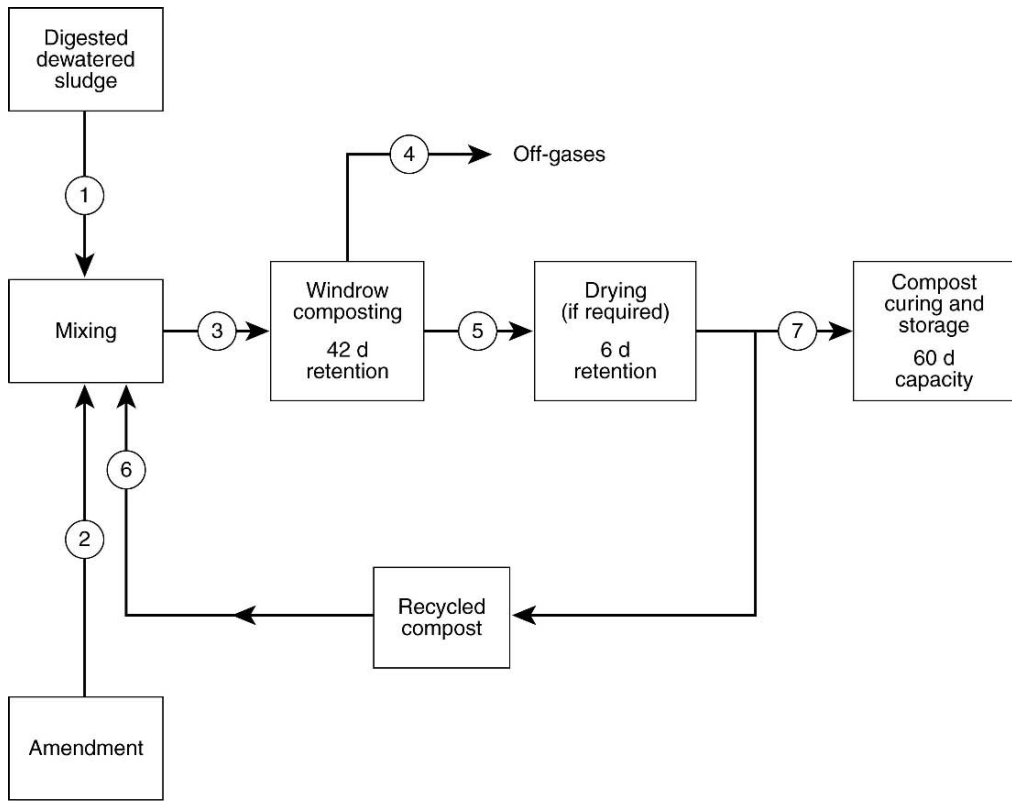 Digested
dewatered
sludge
1
4
Off-gases
Mixing
3
Windrow
composting
42 d
retention
5
Drying
(if required)
6 d
retention
7
Compost
curing and
storage
60 d
capacity
6
2
Recycled
compost
Amendment